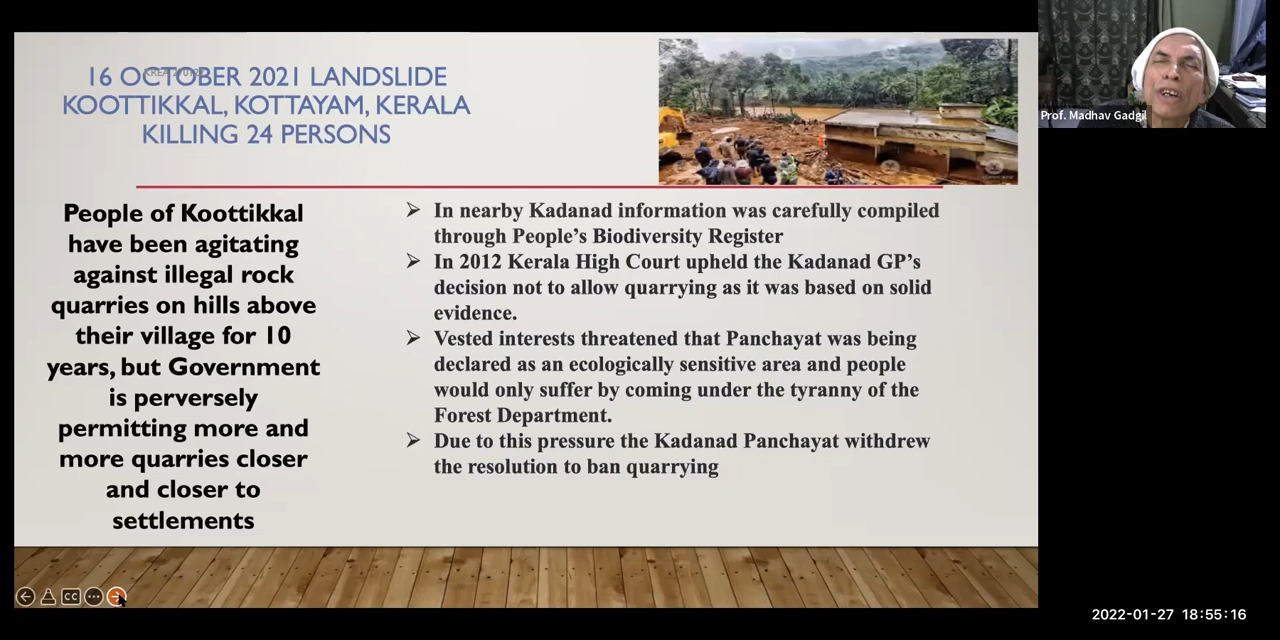 16 OCTOBER 2021 LANDSLIDE
KOOTTIKKAL, KOTTAYAM, KERALA
KILLING 24 PERSONS
People of Koottikkal
have been agitating
against illegal rock
quarries on hills above
their village for 10
years, but Government
is perversely
permitting more and
more quarries closer
and closer to
settlements
➢ In nearby Kadanad information was carefully compiled
through People's Biodiversity Register
➢ In 2012 Kerala High Court upheld the Kadanad GP's
decision not to allow quarrying as it was based on solid
evidence.
➢ Vested interests threatened that Panchayat was being
declared as an ecologically sensitive area and people
would only suffer by coming under the tyranny of the
Forest Department.
➢ Due to this pressure the Kadanad Panchayat withdrew
the resolution to ban quarrying
Prof. Madhav Gadgil
CC
2022-01-27 18:55:16